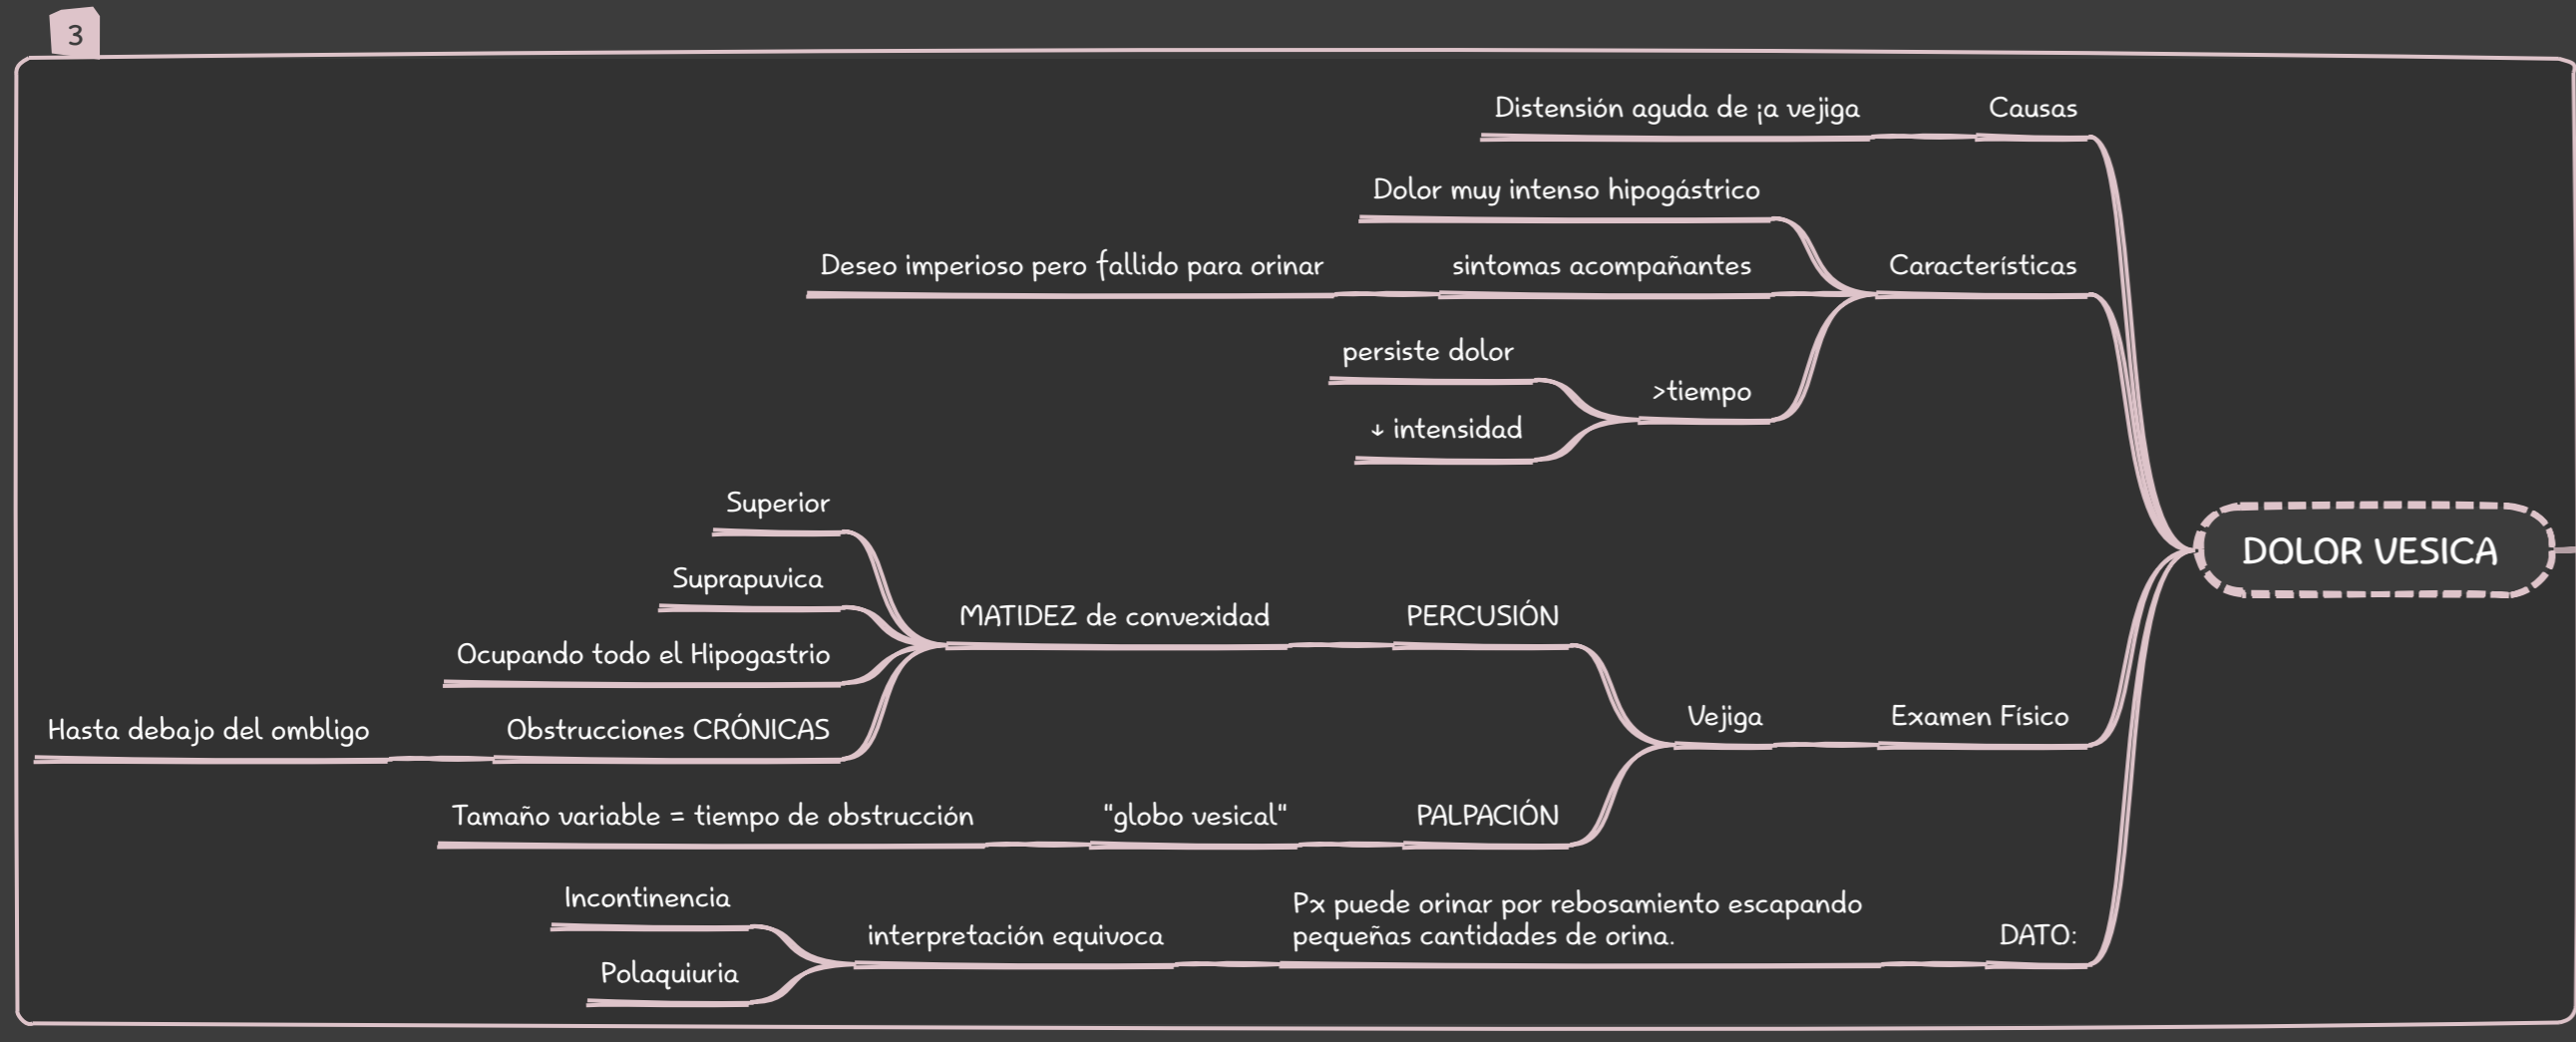 3
Distensión aguda de ¡a vejiga
Causas
Dolor muy intenso hipogástrico
Deseo imperioso pero fallido para orinar
sintomas acompañantes
Características
persiste dolor
>tiempo
↓ intensidad
Superior
Suprapuvica
MATIDEZ de convexidad
PERCUSIÓN
Ocupando todo el Hipogastrio
Hasta debajo del ombligo
Obstrucciones CRÓNICAS
Vejiga
Examen Físico
DOLOR VESICA
Tamaño variable = tiempo de obstrucción
"globo vesical"
PALPACIÓN
Incontinencia
Polaquiuria
interpretación equivoca
Px puede orinar por rebosamiento escapando
pequeñas cantidades de orina.
DATO: